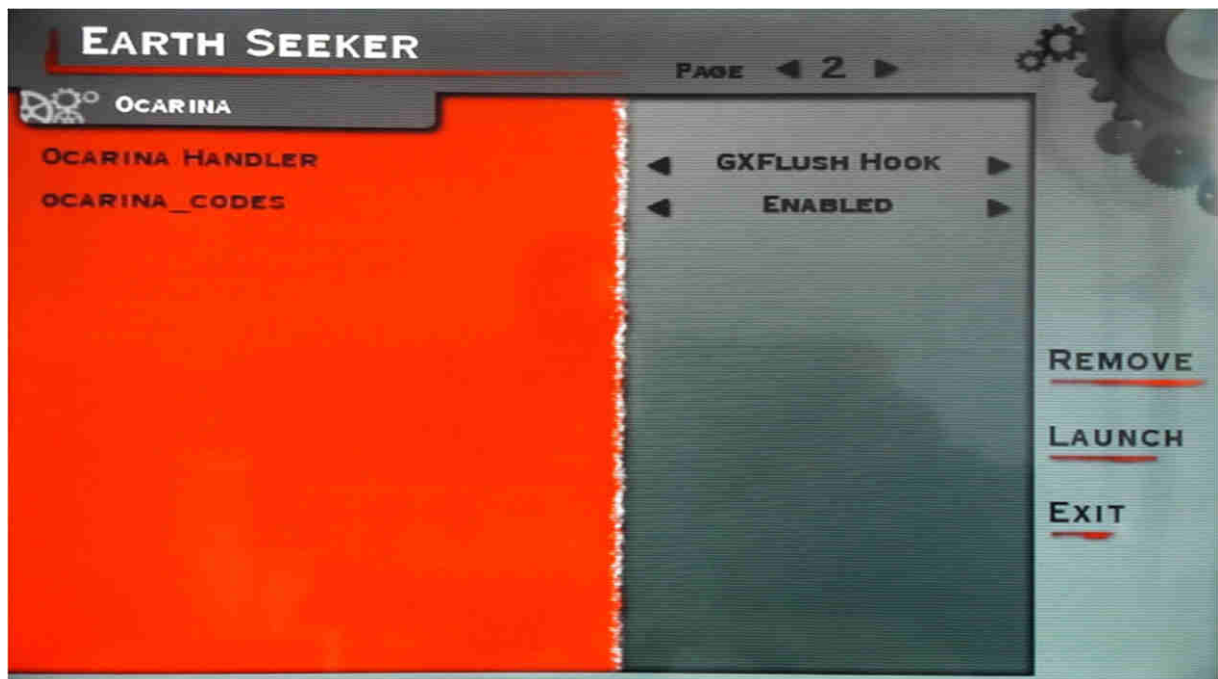 EARTH SEEKER
PAGE 2
OCARINA
OCARINA HANDLER GXFLUSH HOOK
OCARINA_CODES ENABLED
REMOVE
LAUNCH
EXIT